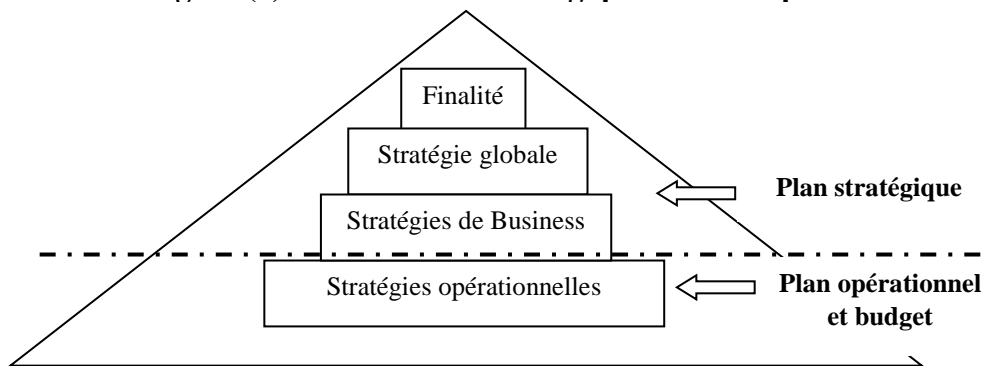 Finalité
Stratégie globale
Plan stratégique
Stratégies de Business
Stratégies opérationnelles
Plan opérationnel
et budget